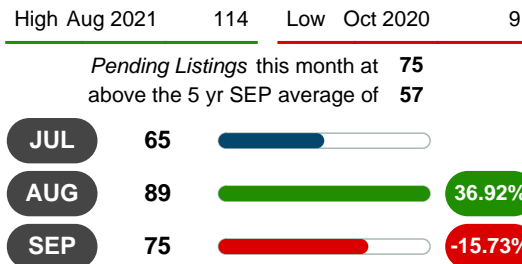 High Aug 2021 114 Low Oct 2020 9
Pending Listings this month at 75
above the 5 yr SEP average of 57
JUL 65
AUG 89 36.92%
SEP 75 -15.73%